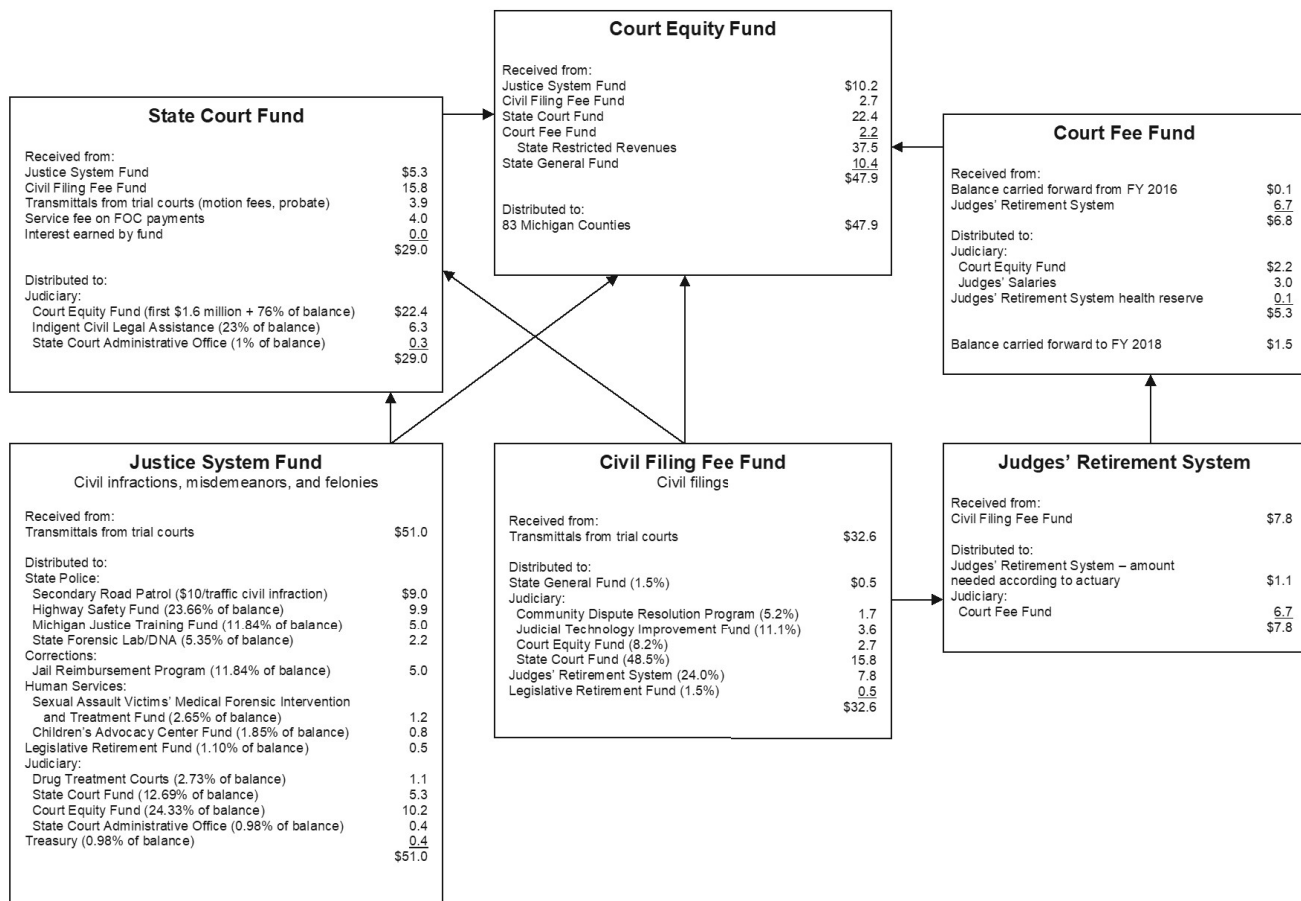 Court Equity Fund
Received from:
Justice System Fund $10.2
Civil Filing Fee Fund 2.7
State Court Fund 22.4
Court Fee Fund 2.2
State Restricted Revenues 37.5
State General Fund 10.4
$47.9
Distributed to:
83 Michigan Counties $47.9
State Court Fund
Received from:
Justice System Fund $5.3
Civil Filing Fee Fund 15.8
Transmittals from trial courts (motion fees, probate) 3.9
Service fee on FOC payments 4.0
Interest earned by fund 0.0
$29.0
Distributed to:
Judiciary:
Court Equity Fund (first $1.6 million + 76% of balance) $22.4
Indigent Civil Legal Assistance (23% of balance) 6.3
State Court Administrative Office (1% of balance) 0.3
$29.0
Court Fee Fund
Received from:
Balance carried forward from FY 2016 $0.1
Judges’ Retirement System 6.7
$6.8
Distributed to:
Judiciary:
Court Equity Fund $2.2
Judges’ Salaries 3.0
Judges’ Retirement System health reserve 0.1
$5.3
Balance carried forward to FY 2018 $1.5
Justice System Fund
Civil infractions, misdemeanors, and felonies
Received from:
Transmittals from trial courts $51.0
Distributed to:
State Police:
Secondary Road Patrol ($10/traffic civil infraction) $9.0
Highway Safety Fund (23.66% of balance) 9.9
Michigan Justice Training Fund (11.84% of balance) 5.0
State Forensic Lab/DNA (5.35% of balance) 2.2
Corrections:
Jail Reimbursement Program (11.84% of balance) 5.0
Human Services:
Sexual Assault Victims’ Medical Forensic Intervention
and Treatment Fund (2.65% of balance) 1.2
Children’s Advocacy Center Fund (1.85% of balance) 0.8
Legislative Retirement Fund (1.10% of balance) 0.5
Judiciary:
Drug Treatment Courts (2.73% of balance) 1.1
State Court Fund (12.69% of balance) 5.3
Court Equity Fund (24.33% of balance) 10.2
State Court Administrative Office (0.98% of balance) 0.4
Treasury (0.98% of balance) 0.4
$51.0
Civil Filing Fee Fund
Civil filings
Received from:
Transmittals from trial courts $32.6
Distributed to:
State General Fund (1.5%) $0.5
Judiciary:
Community Dispute Resolution Program (5.2%) 1.7
Judicial Technology Improvement Fund (11.1%) 3.6
Court Equity Fund (8.2%) 2.7
State Court Fund (48.5%) 15.8
Judges’ Retirement System (24.0%) 7.8
Legislative Retirement Fund (1.5%) 0.5
$32.6
Judges’ Retirement System
Received from:
Civil Filing Fee Fund $7.8
Distributed to:
Judges’ Retirement System – amount
needed according to actuary $1.1
Judiciary:
Court Fee Fund 6.7
$7.8